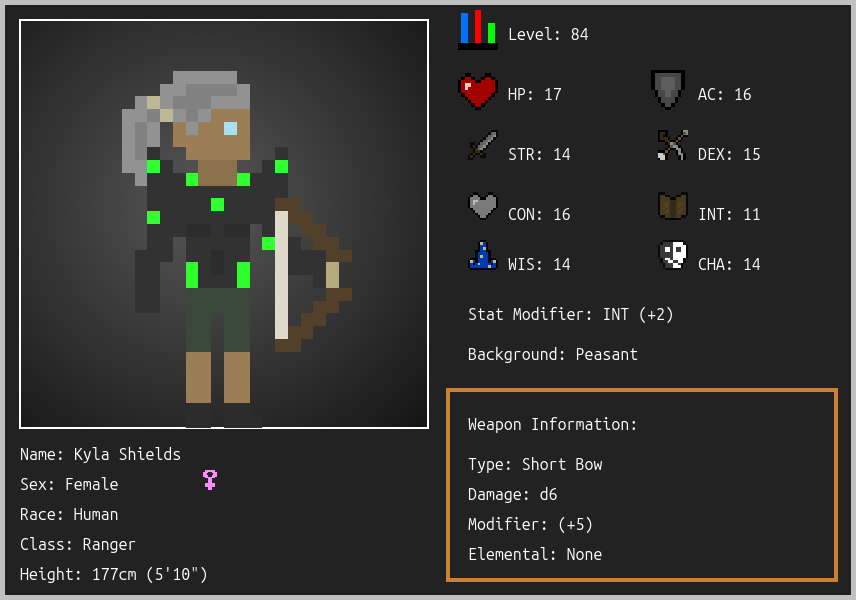 Level: 84
HP: 17
AC: 16
STR: 14
DEX: 15
CON: 16
INT: 11
WIS: 14
CHA: 14
Stat Modifier: INT (+2)
Background: Peasant
Weapon Information:
Type: Short Bow
Damage: d6
Modifier: (+5)
Elemental: None
Name: Kyla Shields
Sex: Female
Race: Human
Class: Ranger
Height: 177cm (5'10")